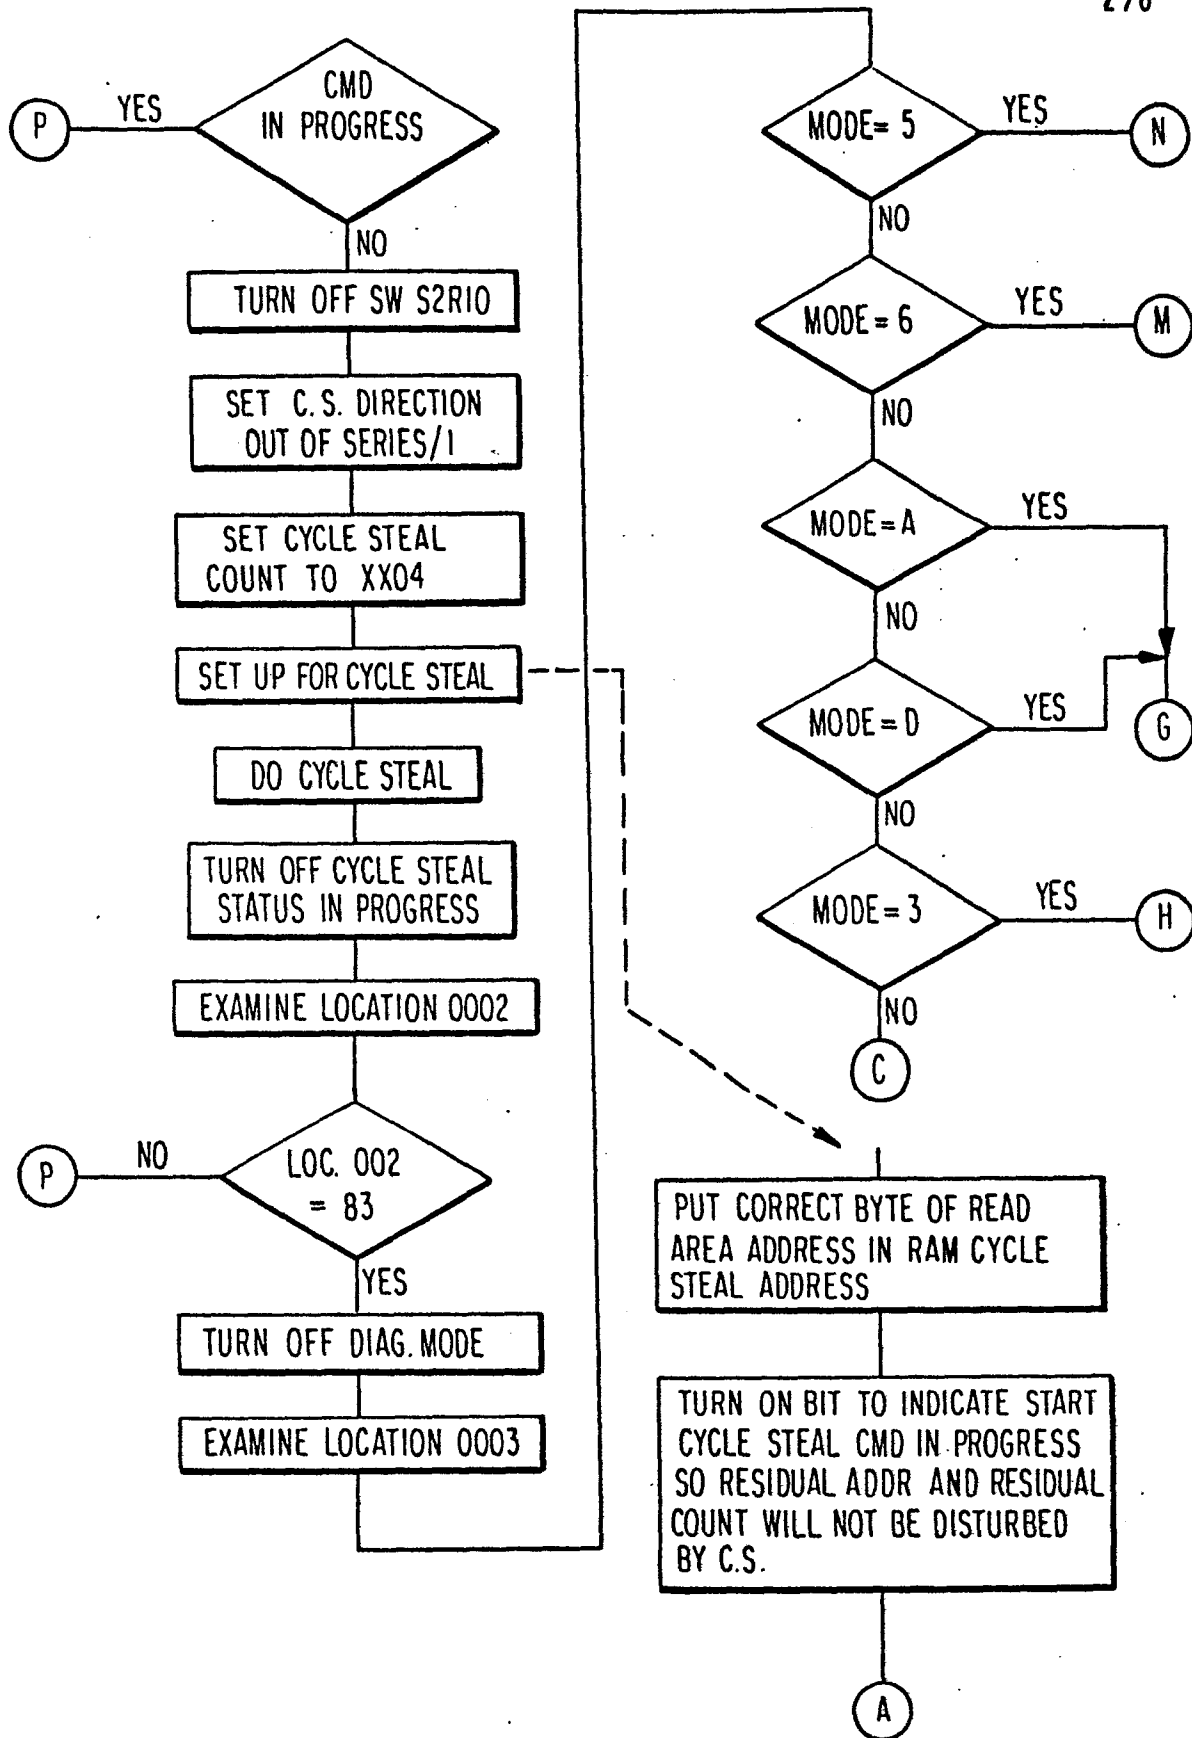 P
YES
CMD
IN PROGRESS
NO
TURN OFF SW S2R10
SET C.S. DIRECTION
OUT OF SERIES/1
SET CYCLE STEAL
COUNT TO XX04
SET UP FOR CYCLE STEAL
DO CYCLE STEAL
TURN OFF CYCLE STEAL
STATUS IN PROGRESS
EXAMINE LOCATION 0002
P
NO
LOC. 002
= 83
YES
TURN OFF DIAG. MODE
EXAMINE LOCATION 0003
MODE= 5
YES
N
NO
MODE= 6
YES
M
NO
MODE=A
YES
NO
MODE=D
YES
G
NO
MODE=3
YES
H
NO
C
PUT CORRECT BYTE OF READ
AREA ADDRESS IN RAM CYCLE
STEAL ADDRESS
TURN ON BIT TO INDICATE START
CYCLE STEAL CMD IN PROGRESS
SO RESIDUAL ADDR AND RESIDUAL
COUNT WILL NOT BE DISTURBED
BY C.S.
A